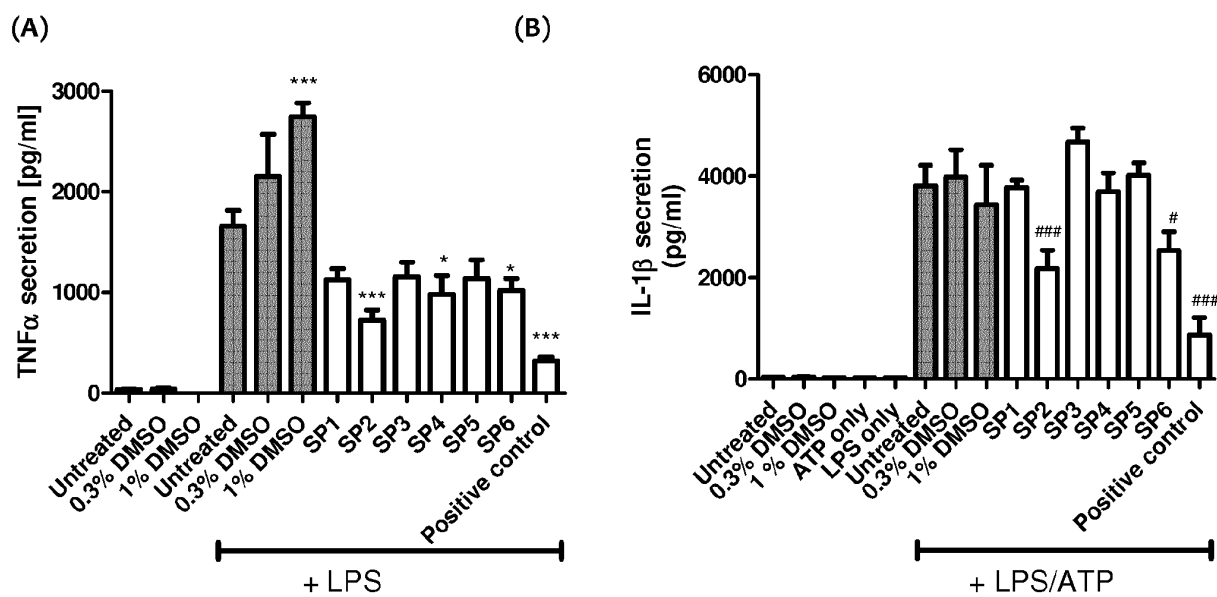 (A)
TNFα secretion [pg/ml]
3000
2000
1000
0
***
***
*
*
***
Untreated
0.3% DMSO
1% DMSO
Untreated
0.3% DMSO
1% DMSO
SP1
SP2
SP3
SP4
SP5
SP6
Positive control
+ LPS
(B)
IL-1β secretion
(pg/ml)
6000
4000
2000
0
###
#
###
Untreated
0.3% DMSO
1 % DMSO
ATP only
LPS only
Untreated
0.3% DMSO
1% DMSO
SP1
SP2
SP3
SP4
SP5
SP6
Positive control
+ LPS/ATP